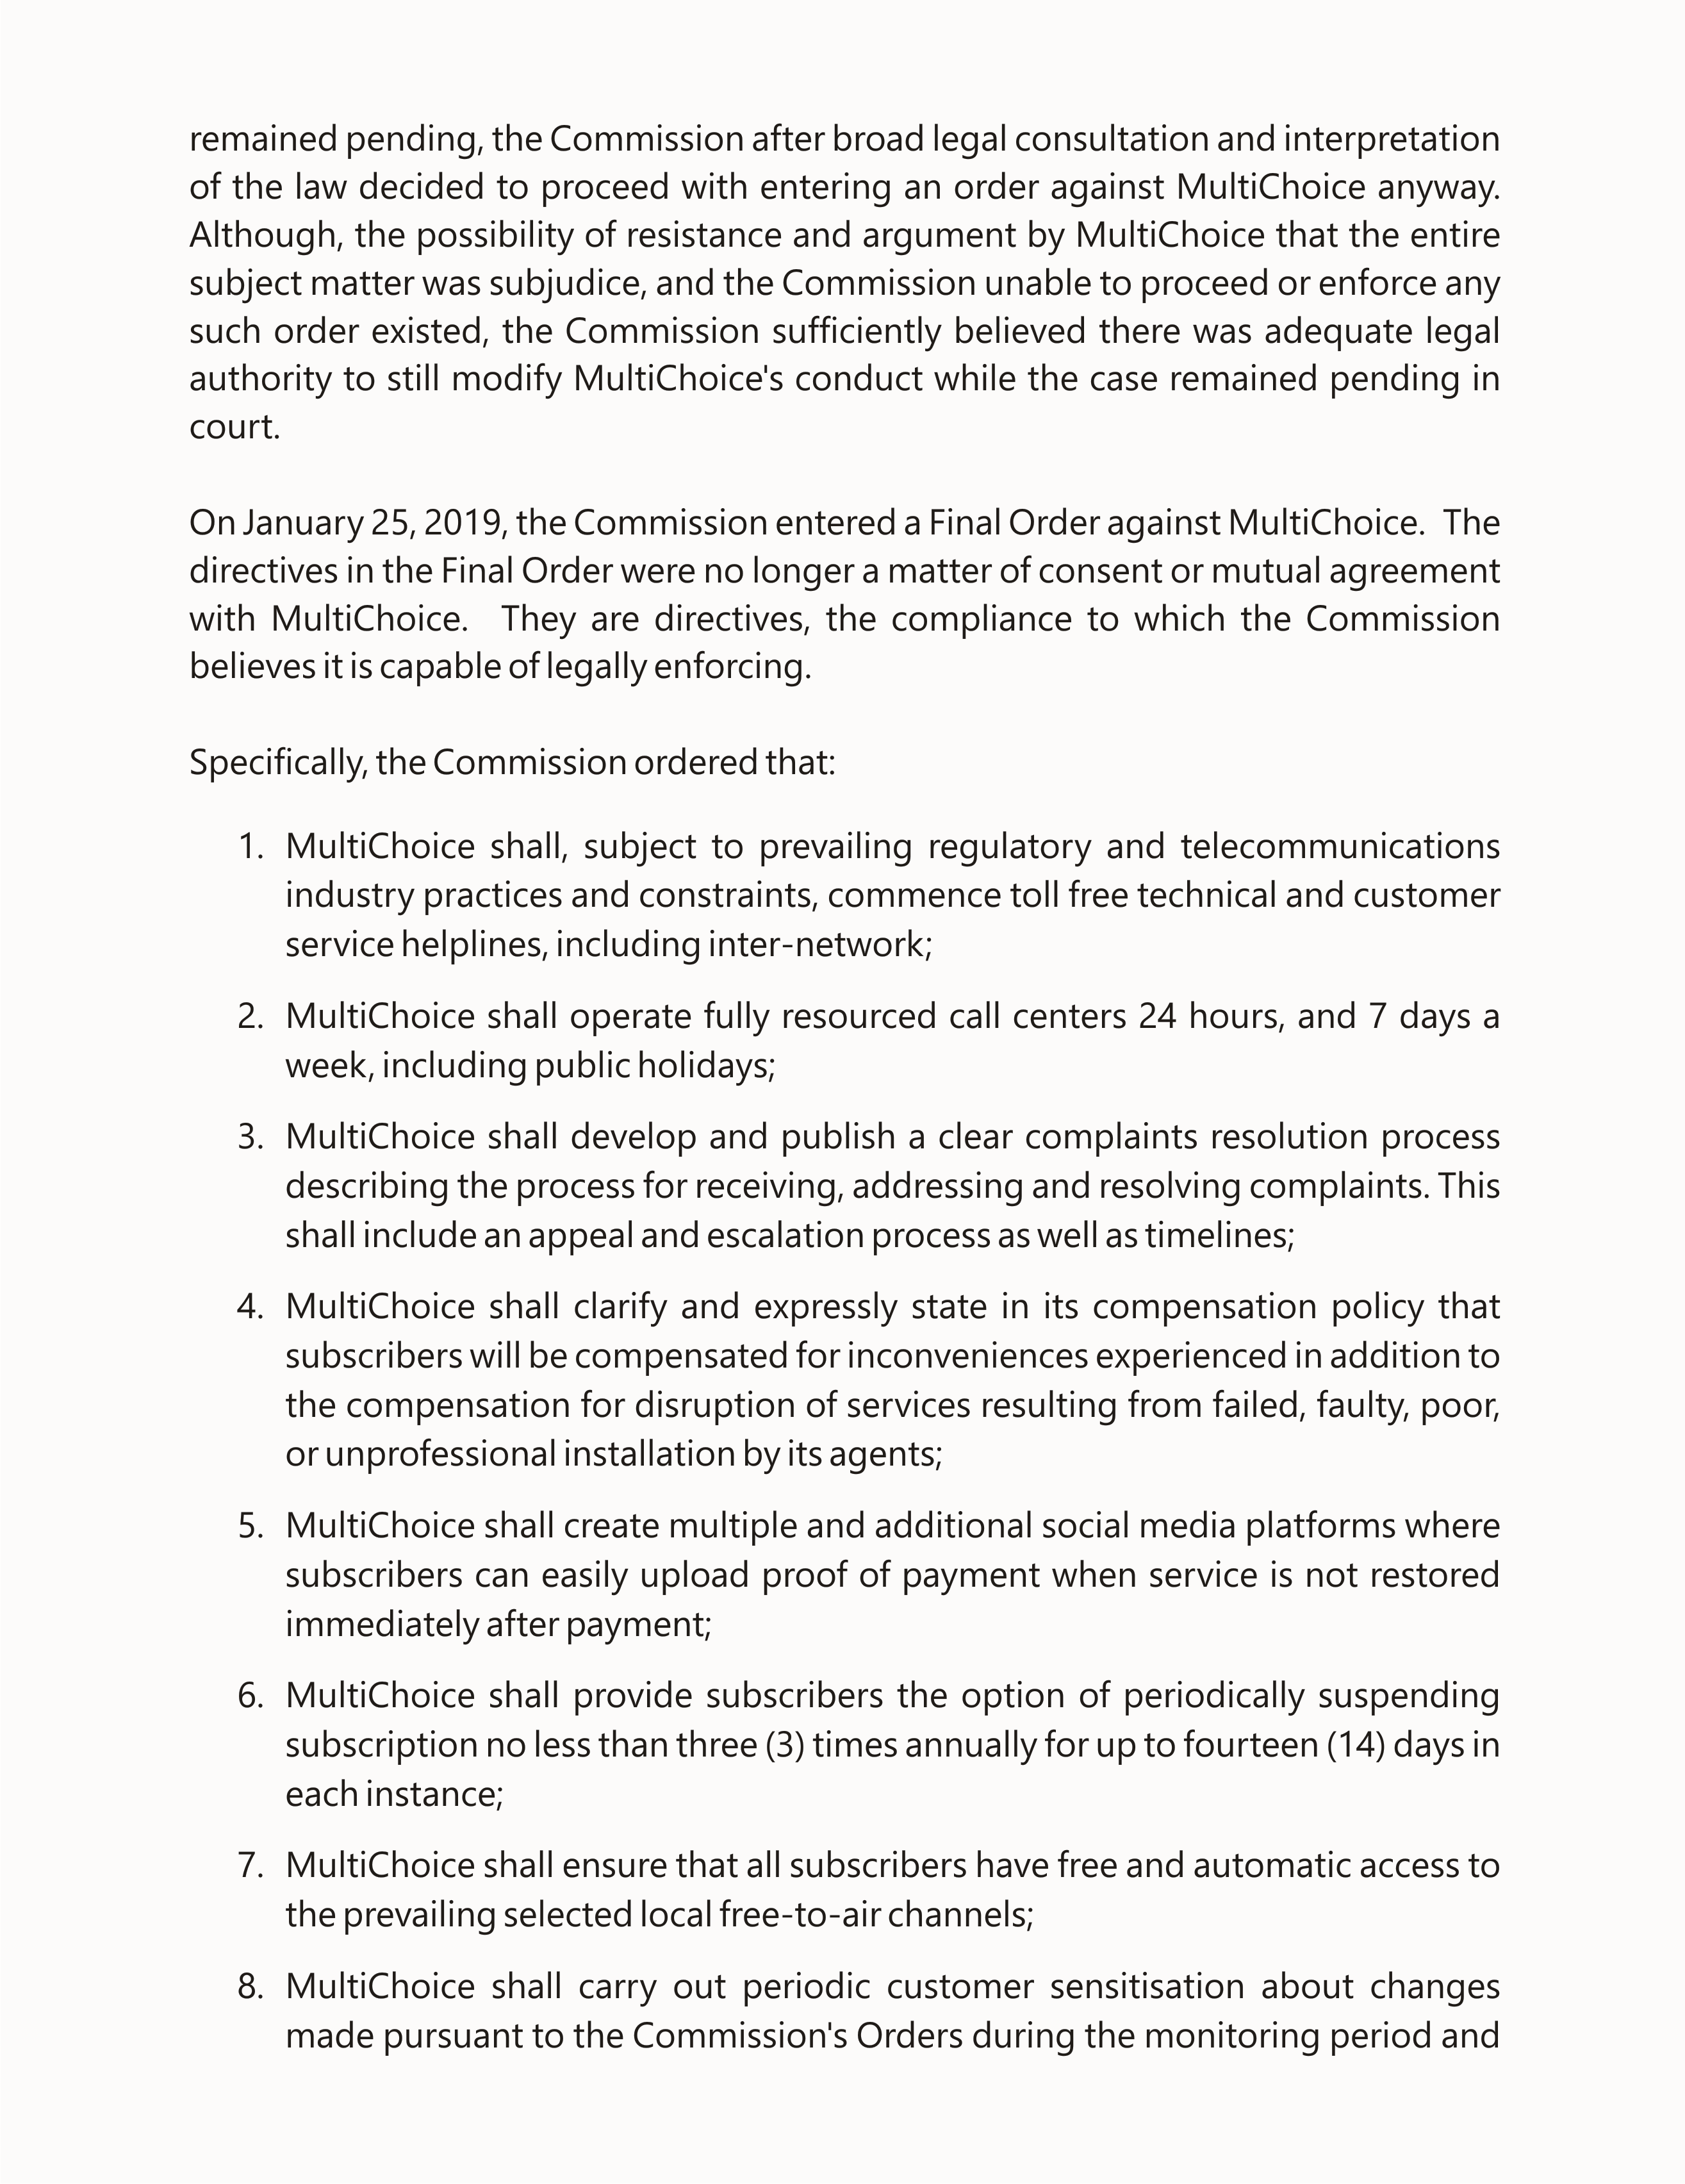 remained pending, the Commission after broad legal consultation and interpretation
of the law decided to proceed with entering an order against MultiChoice anyway.
Although, the possibility of resistance and argument by MultiChoice that the entire
subject matter was subjudice, and the Commission unable to proceed or enforce any
such order existed, the Commission sufficiently believed there was adequate legal
authority to still modify MultiChoice's conduct while the case remained pending in
court.
On January 25, 2019, the Commission entered a Final Order against MultiChoice.  The
directives in the Final Order were no longer a matter of consent or mutual agreement
with MultiChoice.  They are directives, the compliance to which the Commission
believes it is capable of legally enforcing.
Specifically, the Commission ordered that:
1. MultiChoice shall, subject to prevailing regulatory and telecommunications
industry practices and constraints, commence toll free technical and customer
service helplines, including inter-network;
2. MultiChoice shall operate fully resourced call centers 24 hours, and 7 days a
week, including public holidays;
3. MultiChoice shall develop and publish a clear complaints resolution process
describing the process for receiving, addressing and resolving complaints. This
shall include an appeal and escalation process as well as timelines;
4. MultiChoice shall clarify and expressly state in its compensation policy that
subscribers will be compensated for inconveniences experienced in addition to
the compensation for disruption of services resulting from failed, faulty, poor,
or unprofessional installation by its agents;
5. MultiChoice shall create multiple and additional social media platforms where
subscribers can easily upload proof of payment when service is not restored
immediately after payment;
6. MultiChoice shall provide subscribers the option of periodically suspending
subscription no less than three (3) times annually for up to fourteen (14) days in
each instance;
7. MultiChoice shall ensure that all subscribers have free and automatic access to
the prevailing selected local free-to-air channels;
8. MultiChoice shall carry out periodic customer sensitisation about changes
made pursuant to the Commission's Orders during the monitoring period and